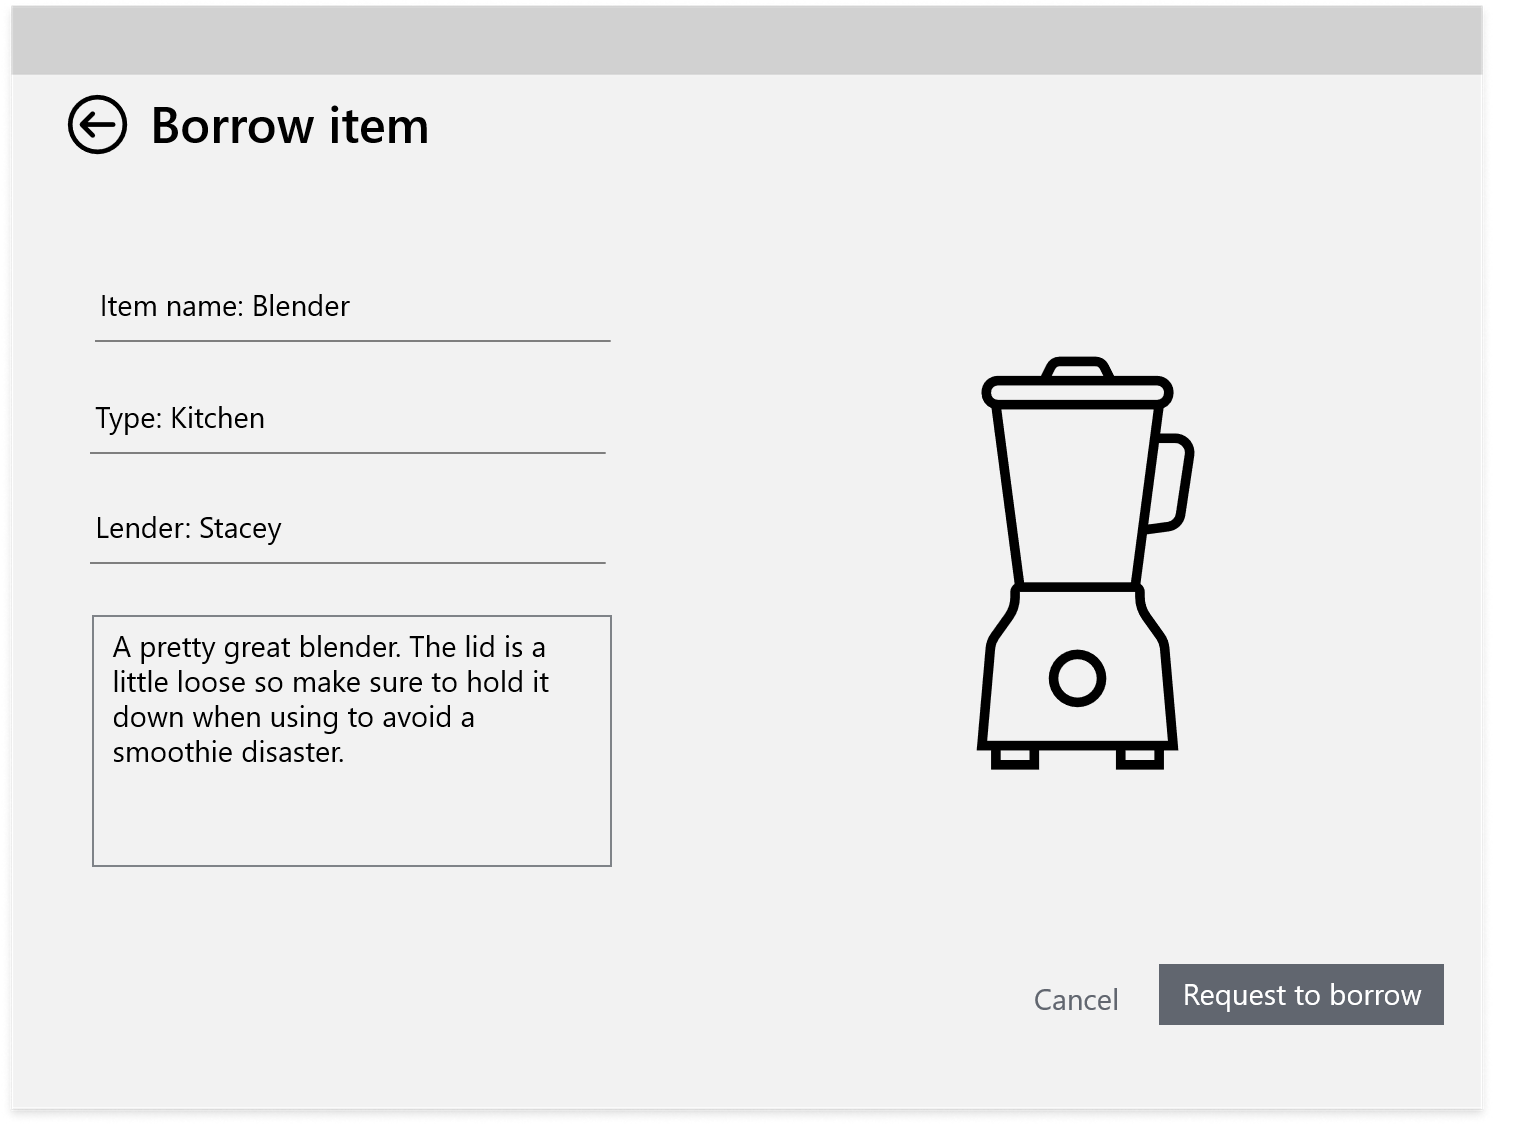 Borrow item
Item name: Blender
Type: Kitchen
Lender: Stacey
A pretty great blender. The lid is a
little loose so make sure to hold it
down when using to avoid a
smoothie disaster.
Cancel
Request to borrow